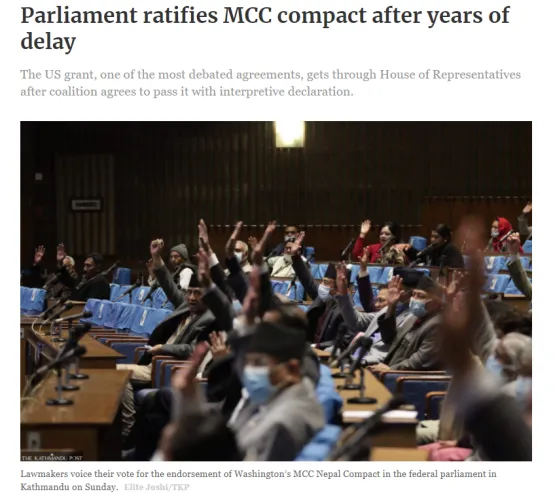 Parliament ratifies MCC compact after years of
delay
The US grant, one of the most debated agreements, gets through House of Representatives
after coalition agrees to pass it with interpretive declaration.
THE KATHMANDU POST
Lawmakers voice their vote for the endorsement of Washington's MCC Nepal Compact in the federal parliament in
Kathmandu on Sunday. Elite Joshi/TKP